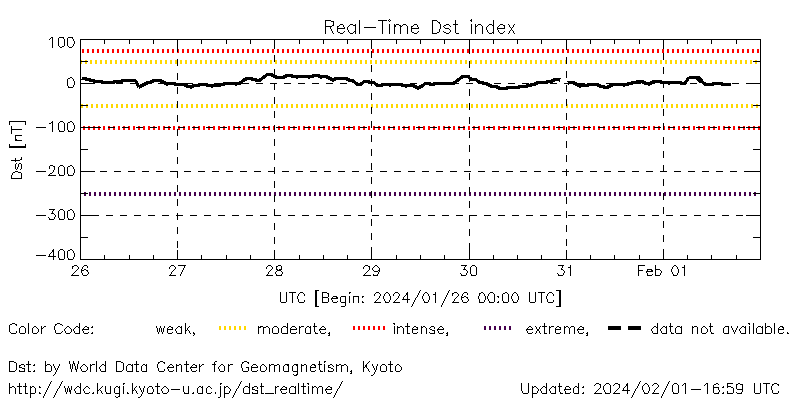 Real-Time Dst index
100
0
-100
-200
-300
-400
Dst [nT]
26 27 28 29 30 31 Feb 01
UTC [Begin: 2024/01/26 00:00 UTC]
Color Code: weak, moderate, intense, extreme, data not available.
Dst: by World Data Center for Geomagnetism, Kyoto
http://wdc.kugi.kyoto-u.ac.jp/dst_realtime/ Updated: 2024/02/01-16:59 UTC